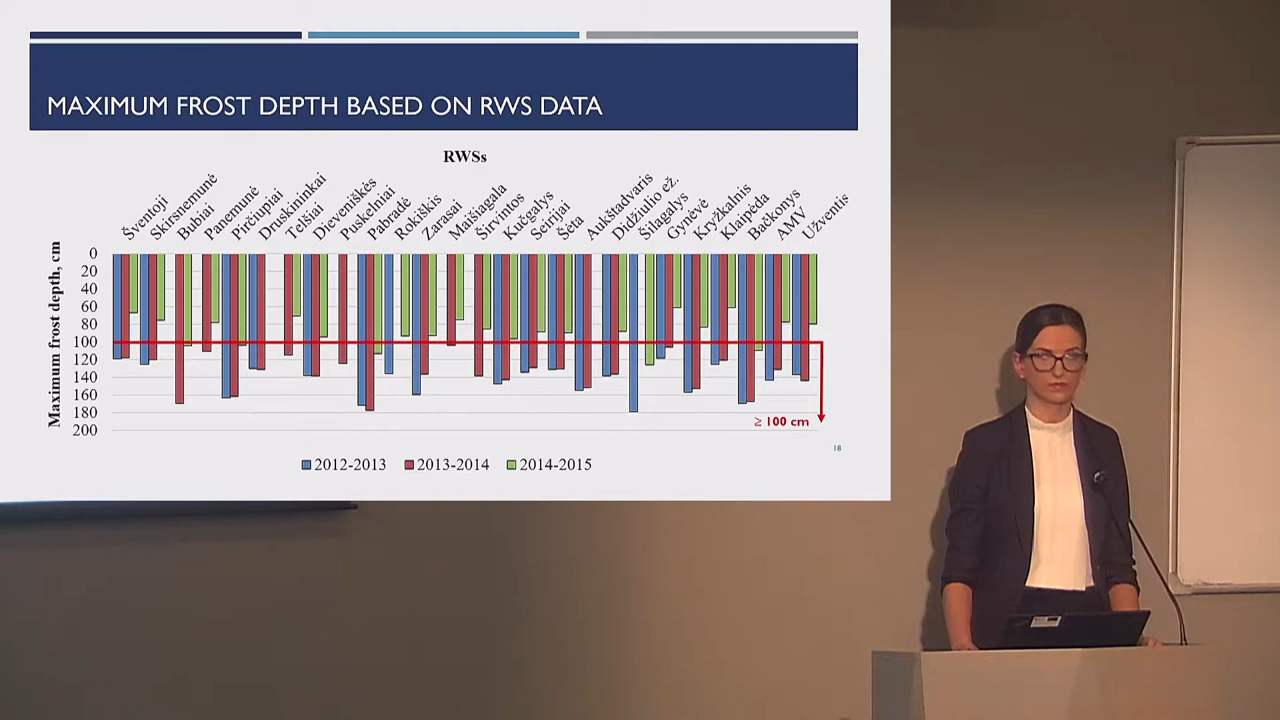 MAXIMUM FROST DEPTH BASED ON RWS DATA
RWSs
Šventoji
Skirsnemunė
Bubiai
Panemunė
Pirčiupiai
Druskininkai
Telšiai
Dieveniškės
Puskelniai
Pabradė
Rokiškis
Zarasai
Maišiagala
Širvintos
Kučgalys
Seirijai
Šeta
Aukštadvaris
Didžiulio ež.
Šilagalys
Gynėvė
Kryžkalnis
Klaipėda
Bačkonys
AMV
Užventis
Maximum frost depth, cm
0
20
40
60
80
100
120
140
160
180
200
≥ 100 cm
18
2012-2013
2013-2014
2014-2015